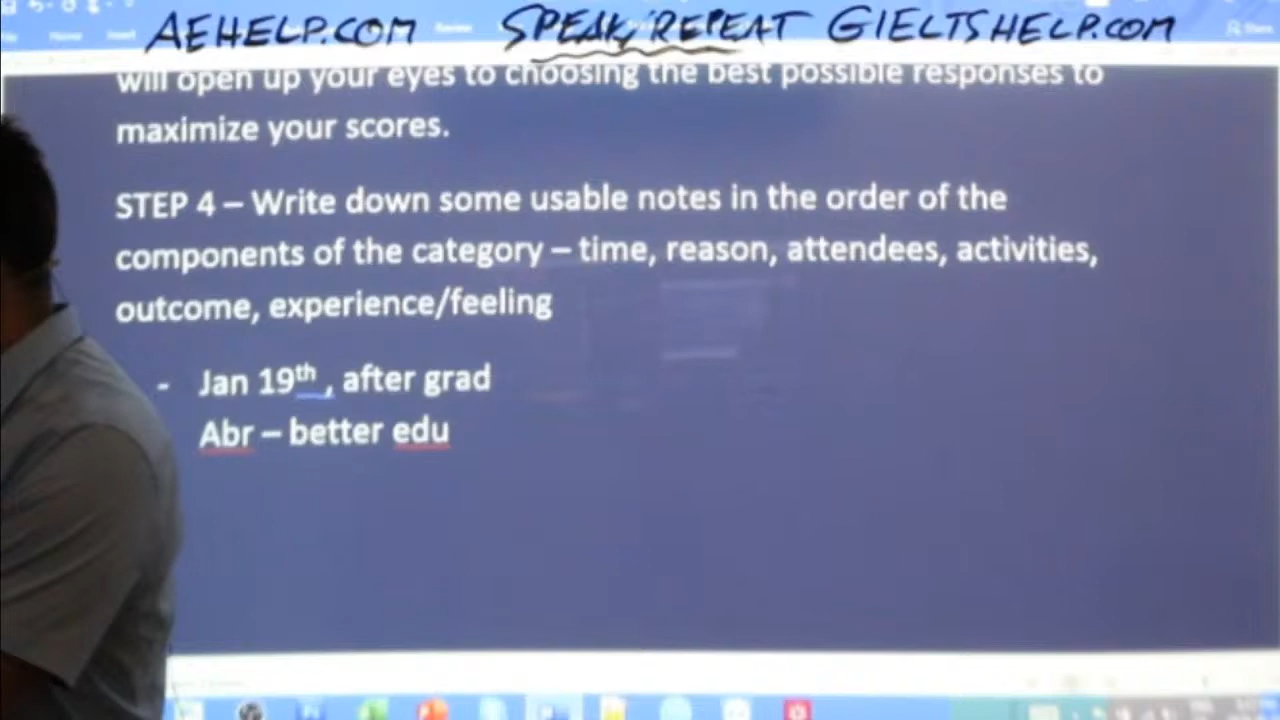 AEHELP.COM SPEAK, REPEAT GIELTSHELP.COM
will open up your eyes to choosing the best possible responses to
maximize your scores.
STEP 4 – Write down some usable notes in the order of the
components of the category – time, reason, attendees, activities,
outcome, experience/feeling
- Jan 19th , after grad
Abr – better edu